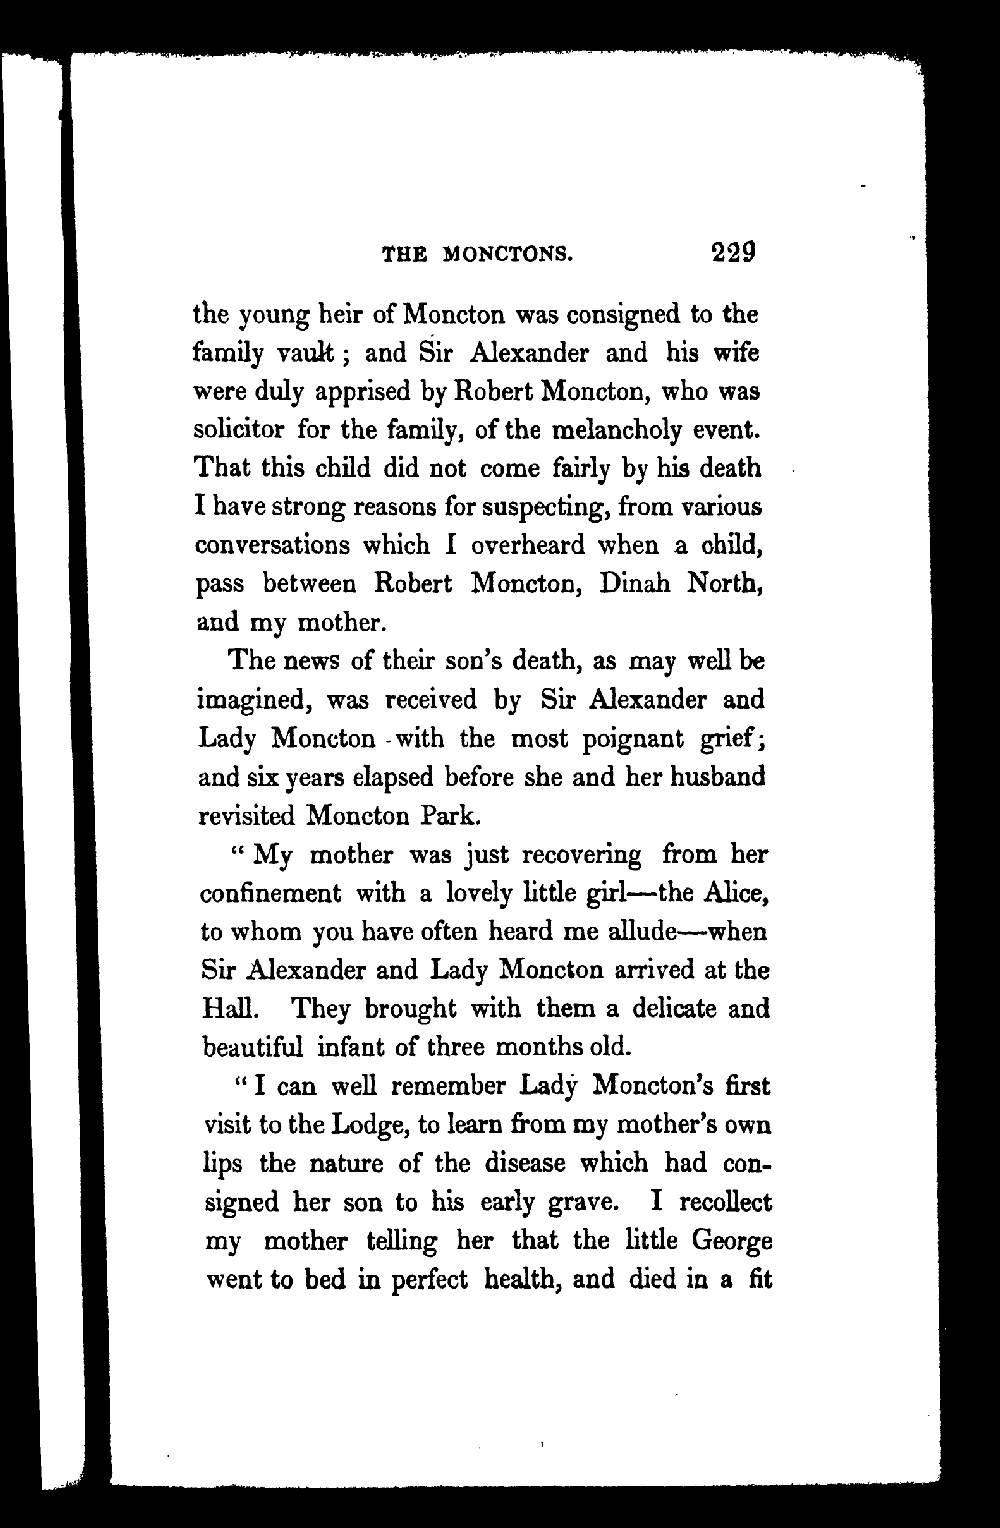 THE MONCTONS. 229
the young heir of Moncton was consigned to the
family vault ; and Sir Alexander and his wife
were duly apprised by Robert Moncton, who was
solicitor for the family, of the melancholy event.
That this child did not come fairly by his death
I have strong reasons for suspecting, from various
conversations which I overheard when a child,
pass between Robert Moncton, Dinah North,
and my mother.
The news of their son's death, as may well be
imagined, was received by Sir Alexander and
Lady Moncton -with the most poignant grief;
and six years elapsed before she and her husband
revisited Moncton Park.
“ My mother was just recovering from her
confinement with a lovely little girl—the Alice,
to whom you have often heard me allude—when
Sir Alexander and Lady Moncton arrived at the
Hall. They brought with them a delicate and
beautiful infant of three months old.
“ I can well remember Lady Moncton's first
visit to the Lodge, to learn from my mother's own
lips the nature of the disease which had con-
signed her son to his early grave. I recollect
my mother telling her that the little George
went to bed in perfect health, and died in a fit